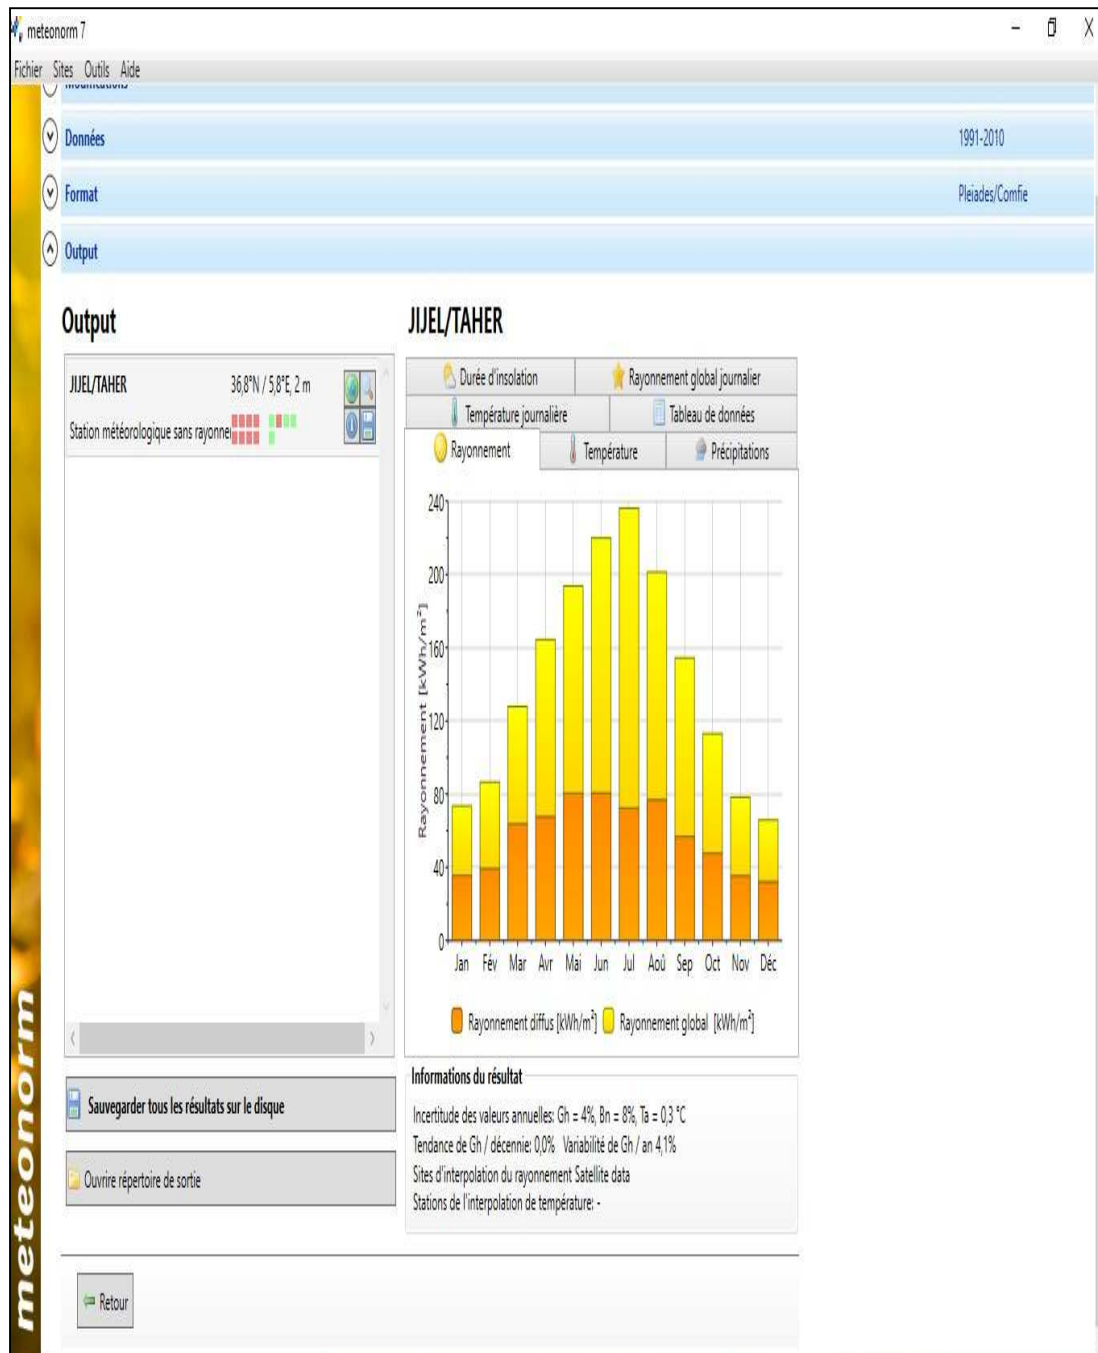 meteonorm 7
Fichier Sites Outils Aide
Modifications
Données 1991-2010
Format Pleiades/Comfie
Output
Output
JIJEL/TAHER 36,8°N / 5,8°E, 2 m
Station météorologique sans rayonne
JIJEL/TAHER
Durée d'insolation Rayonnement global journalier
Température journalière Tableau de données
Rayonnement Température Précipitations
Rayonnement [kWh/m²]
240
200
160
120
80
40
0
Jan Fév Mar Avr Mai Jun Jul Aoû Sep Oct Nov Déc
Rayonnement diffus [kWh/m²] Rayonnement global [kWh/m²]
Sauvegarder tous les résultats sur le disque
Ouvrire répertoire de sortie
Informations du résultat
Incertitude des valeurs annuelles: Gh = 4%, Bn = 8%, Ta = 0,3 °C
Tendance de Gh / décennie: 0,0% Variabilité de Gh / an 4,1%
Sites d'interpolation du rayonnement Satellite data
Stations de l'interpolation de température: -
Retour
meteonorm